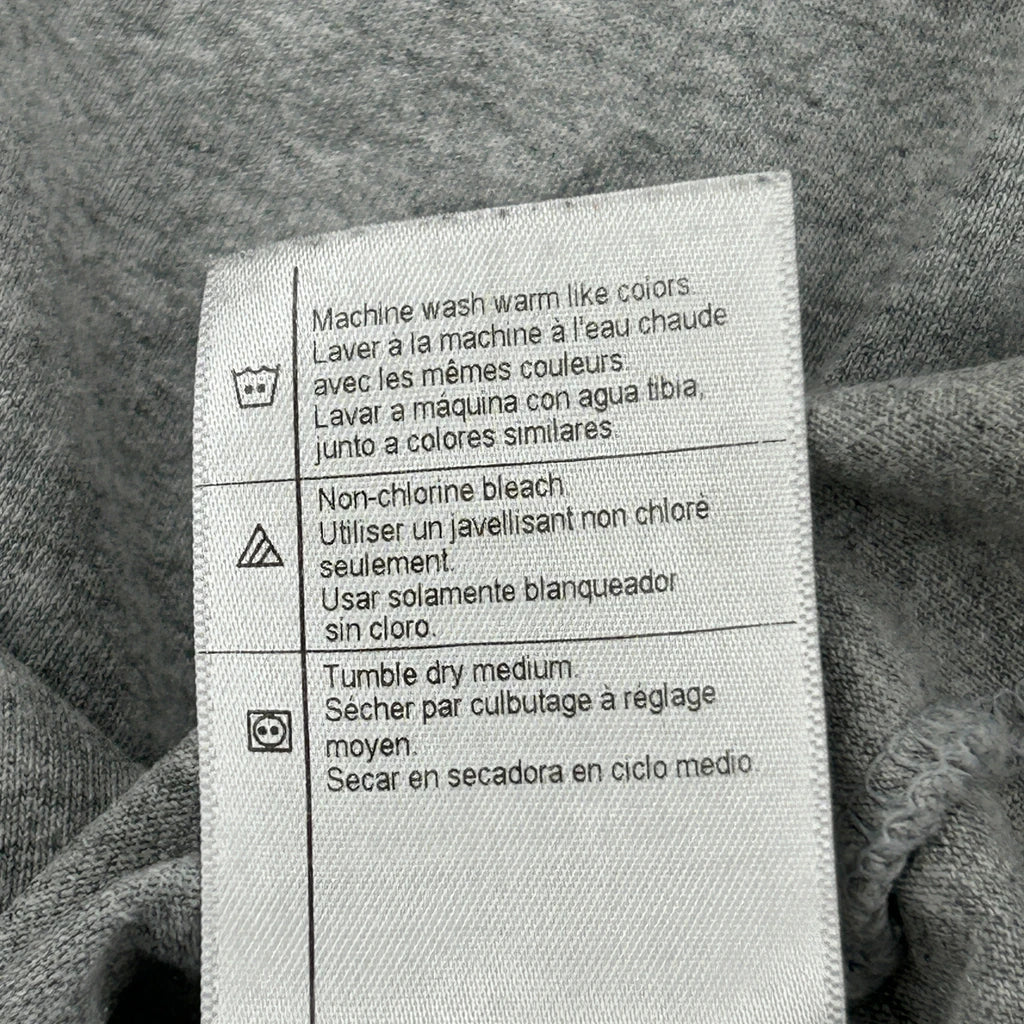 Machine wash warm like colors.
Laver à la machine à l'eau chaude
avec les mêmes couleurs.
Lavar a máquina con agua tibia,
junto a colores similares.
Non-chlorine bleach.
Utiliser un javellisant non chloré
seulement.
Usar solamente blanqueador
sin cloro.
Tumble dry medium.
Sécher par culbutage à réglage
moyen.
Secar en secadora en ciclo medio.